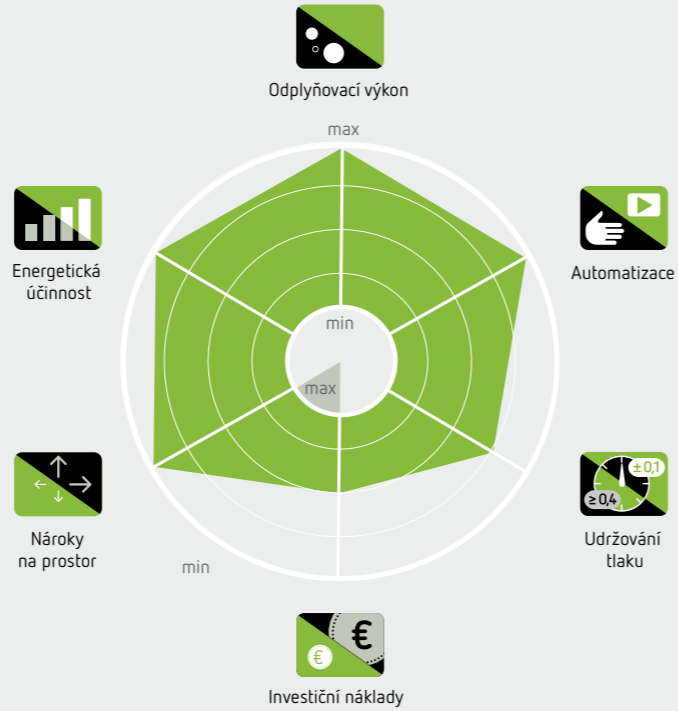 Odplyňovací výkon
max
Energetická
účinnost
Automatizace
min
max
± 0,1
≥ 0,4
Nároky
na prostor
Udržování
tlaku
min
€
€
Investiční náklady